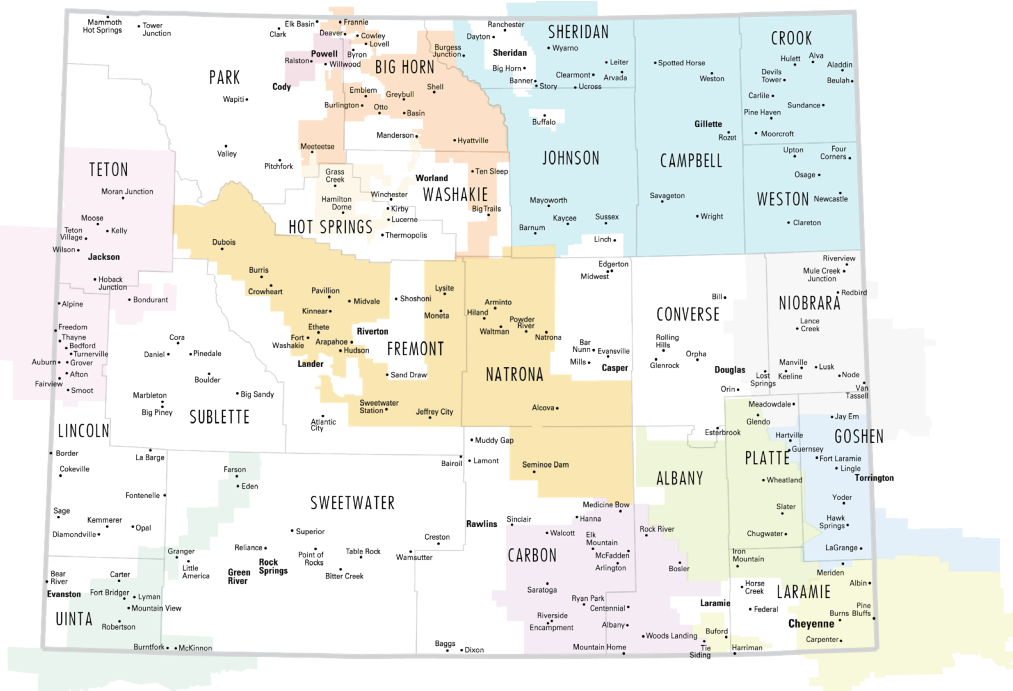 Mammoth
Hot Springs
Tower
Junction
Elk Basin
Clark
Frannie
Deaver
Cowley
Lovell
Byron
Powell
Willwood
Ralston
Cody
PARK
Wapiti
Valley
Pitchfork
Meeteetse
BIG HORN
Emblem
Burlington
Otto
Greybull
Basin
Shell
Manderson
Hyattville
Burgess
Junction
Ranchester
Dayton
Sheridan
SHERIDAN
Wyarno
Big Horn
Banner
Story
Clearmont
Ucross
Leiter
Arvada
Buffalo
JOHNSON
Mayoworth
Kaycee
Barnum
Sussex
Linch
Spotted Horse
Weston
Gillette
Rozet
CAMPBELL
Savageton
Wright
CROOK
Hulett
Alva
Aladdin
Devils
Tower
Beulah
Carlile
Sundance
Pine Haven
Moorcroft
Upton
Four
Corners
Osage
WESTON
Newcastle
Clareton
TETON
Moran Junction
Moose
Kelly
Teton
Village
Wilson
Jackson
Hoback
Junction
Bondurant
Grass
Creek
Hamilton
Dome
HOT SPRINGS
Worland
WASHAKIE
Ten Sleep
Big Trails
Winchester
Kirby
Lucerne
Thermopolis
Dubois
Burris
Crowheart
Pavillion
Midvale
Kinnear
Shoshoni
Lysite
Moneta
Ethete
Fort
Washakie
Arapahoe
Riverton
Hudson
Lander
FREMONT
Sand Draw
Sweetwater
Station
Jeffrey City
Atlantic
City
Arminto
Hiland
Waltman
Powder
River
Natrona
NATRONA
Edgerton
Midwest
Bar
Nunn
Evansville
Mills
Casper
Alcova
Bill
CONVERSE
Rolling
Hills
Glenrock
Orpha
Douglas
Orin
Lost
Springs
Esterbrook
Riverview
Mule Creek
Junction
Redbird
NIOBRARA
Lance
Creek
Manville
Keeline
Lusk
Node
Van
Tassell
Alpine
Freedom
Thayne
Bedford
Turnerville
Auburn
Grover
Afton
Fairview
Smoot
LINCOLN
Border
Cokeville
Sage
Kemmerer
Diamondville
Opal
La Barge
Fontenelle
Cora
Daniel
Pinedale
Boulder
Marbleton
Big Piney
Big Sandy
SUBLETTE
Farson
Eden
SWEETWATER
Superior
Reliance
Point of
Rocks
Table Rock
Rock
Springs
Green
River
Bitter Creek
Granger
Little
America
Bairoil
Creston
Wamsutter
Burntfork
McKinnon
Bear
River
Evanston
Carter
Fort Bridger
Lyman
Mountain View
UINTA
Robertson
Muddy Gap
Lamont
Seminoe Dam
Rawlins
Sinclair
Medicine Bow
Hanna
Walcott
Elk
Mountain
McFadden
Arlington
CARBON
Saratoga
Ryan Park
Riverside
Encampment
Baggs
Dixon
ALBANY
Rock River
Bosler
Centennial
Albany
Laramie
Woods Landing
Mountain Home
Tie
Siding
Meadowdale
Glendo
PLATTE
Hartville
Guernsey
Wheatland
Slater
Chugwater
Jay Em
GOSHEN
Fort Laramie
Lingle
Torrington
Yoder
Hawk
Springs
LaGrange
Iron
Mountain
Horse
Creek
Federal
Meriden
Albin
LARAMIE
Pine
Bluffs
Burns
Cheyenne
Carpenter
Buford
Harriman